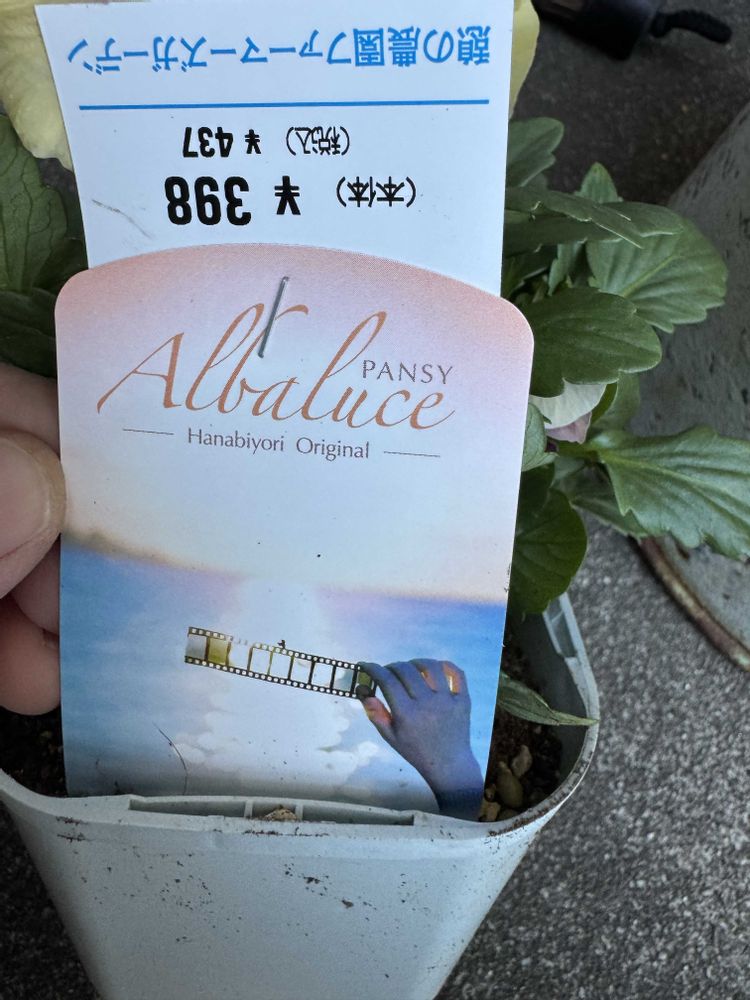 憩の農園ファーマーズガーデン
(本体) ¥ 398
(税込) ¥ 437
Albaluce
PANSY
Hanabiyori Original